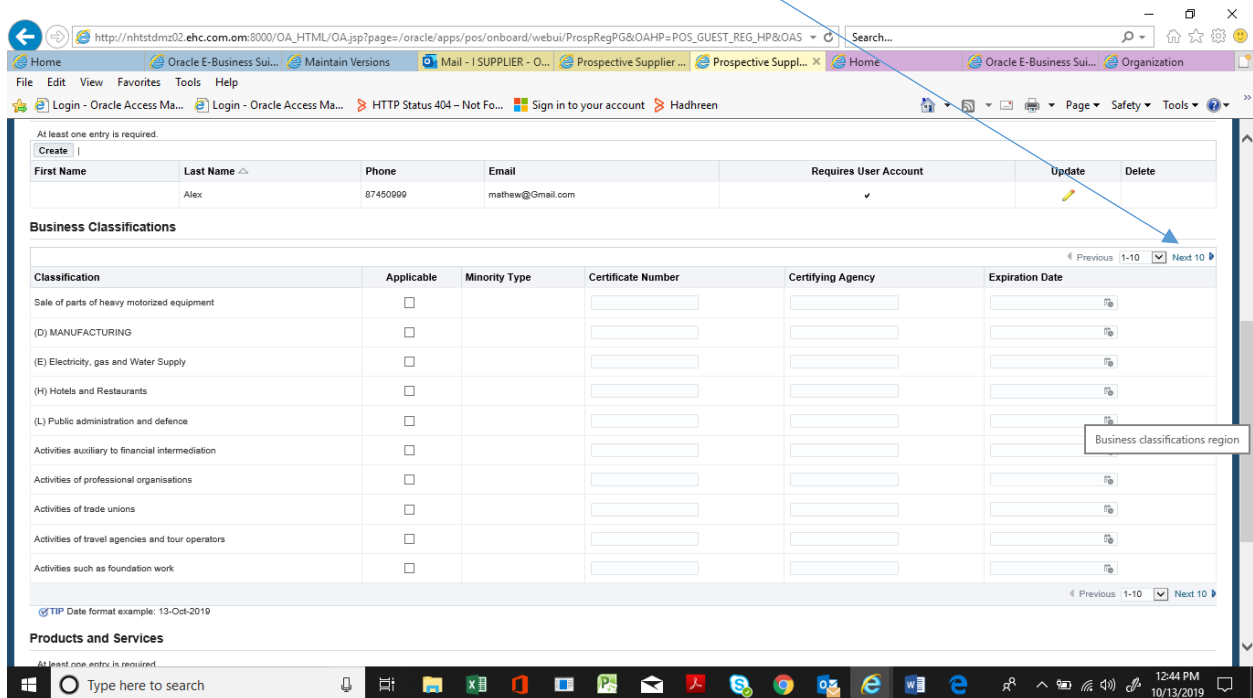 http://nhtstdmz02.ehc.com.om:8000/OA_HTML/OA.jsp?page=/oracle/apps/pos/onboard/webui/ProspRegPG&OAHP=POS_GUEST_REG_HP&OAS Search...
Home Oracle E-Business Sui... Maintain Versions Mail - I SUPPLIER - O... Prospective Supplier ... Prospective Suppl... Home Oracle E-Business Sui... Organization
File Edit View Favorites Tools Help
Login - Oracle Access Ma... Login - Oracle Access Ma... HTTP Status 404 – Not Fo... Sign in to your account Hadhreen Page Safety Tools
At least one entry is required.
Create |
First Name Last Name Phone Email Requires User Account Update Delete
Alex 87450999 mathew@Gmail.com
Business Classifications
Previous 1-10 Next 10
Classification Applicable Minority Type Certificate Number Certifying Agency Expiration Date
Sale of parts of heavy motorized equipment
(D) MANUFACTURING
(E) Electricity, gas and Water Supply
(H) Hotels and Restaurants
(L) Public administration and defence
Business classifications region
Activities auxiliary to financial intermediation
Activities of professional organisations
Activities of trade unions
Activities of travel agencies and tour operators
Activities such as foundation work
Previous 1-10 Next 10
TIP Date format example: 13-Oct-2019
Products and Services
At least one entry is required
Type here to search
12:44 PM
10/13/2019